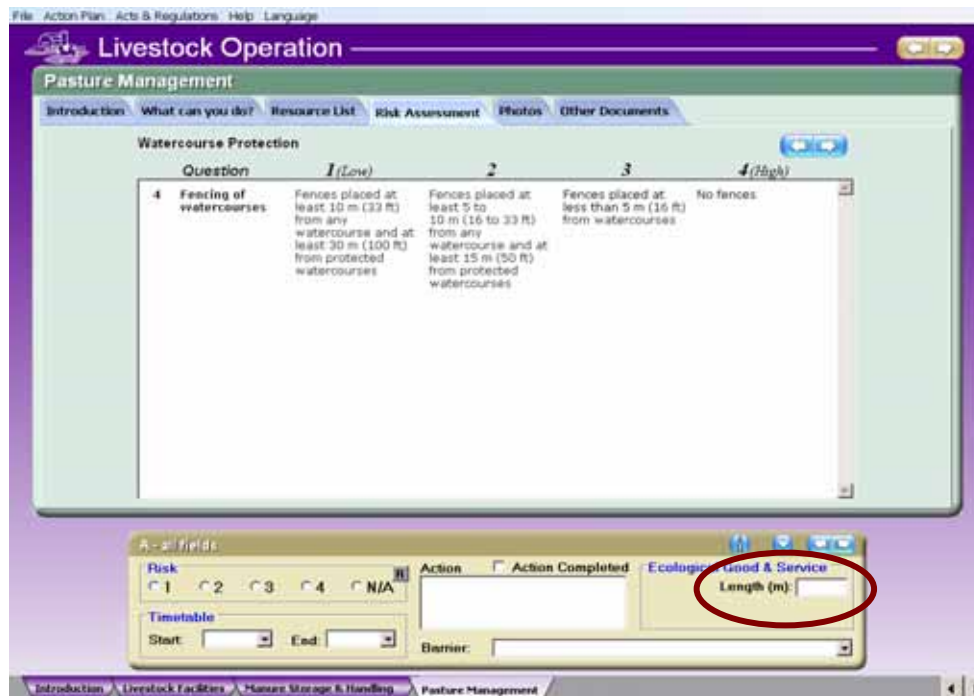 File Action Plan Acts & Regulations Help Language
Livestock Operation
Pasture Management
Introduction What can you do? Resource List Risk Assessment Photos Other Documents
Watercourse Protection
Question 1 (Low) 2 3 4 (High)
4 Fencing of watercourses
Fences placed at
least 10 m (33 ft)
from any
watercourse and at
least 30 m (100 ft)
from protected
watercourses
Fences placed at
least 5 to
10 m (16 to 33 ft)
from any
watercourse and at
least 15 m (50 ft)
from protected
watercourses
Fences placed at
less than 5 m (16 ft)
from watercourses
No fences
A - all fields
Risk
1 2 3 4 N/A
R
Action Action Completed
Ecological Good & Service
Length (m):
Timetable
Start: End:
Barrier:
Introduction Livestock Facilities Manure Storage & Handling Pasture Management